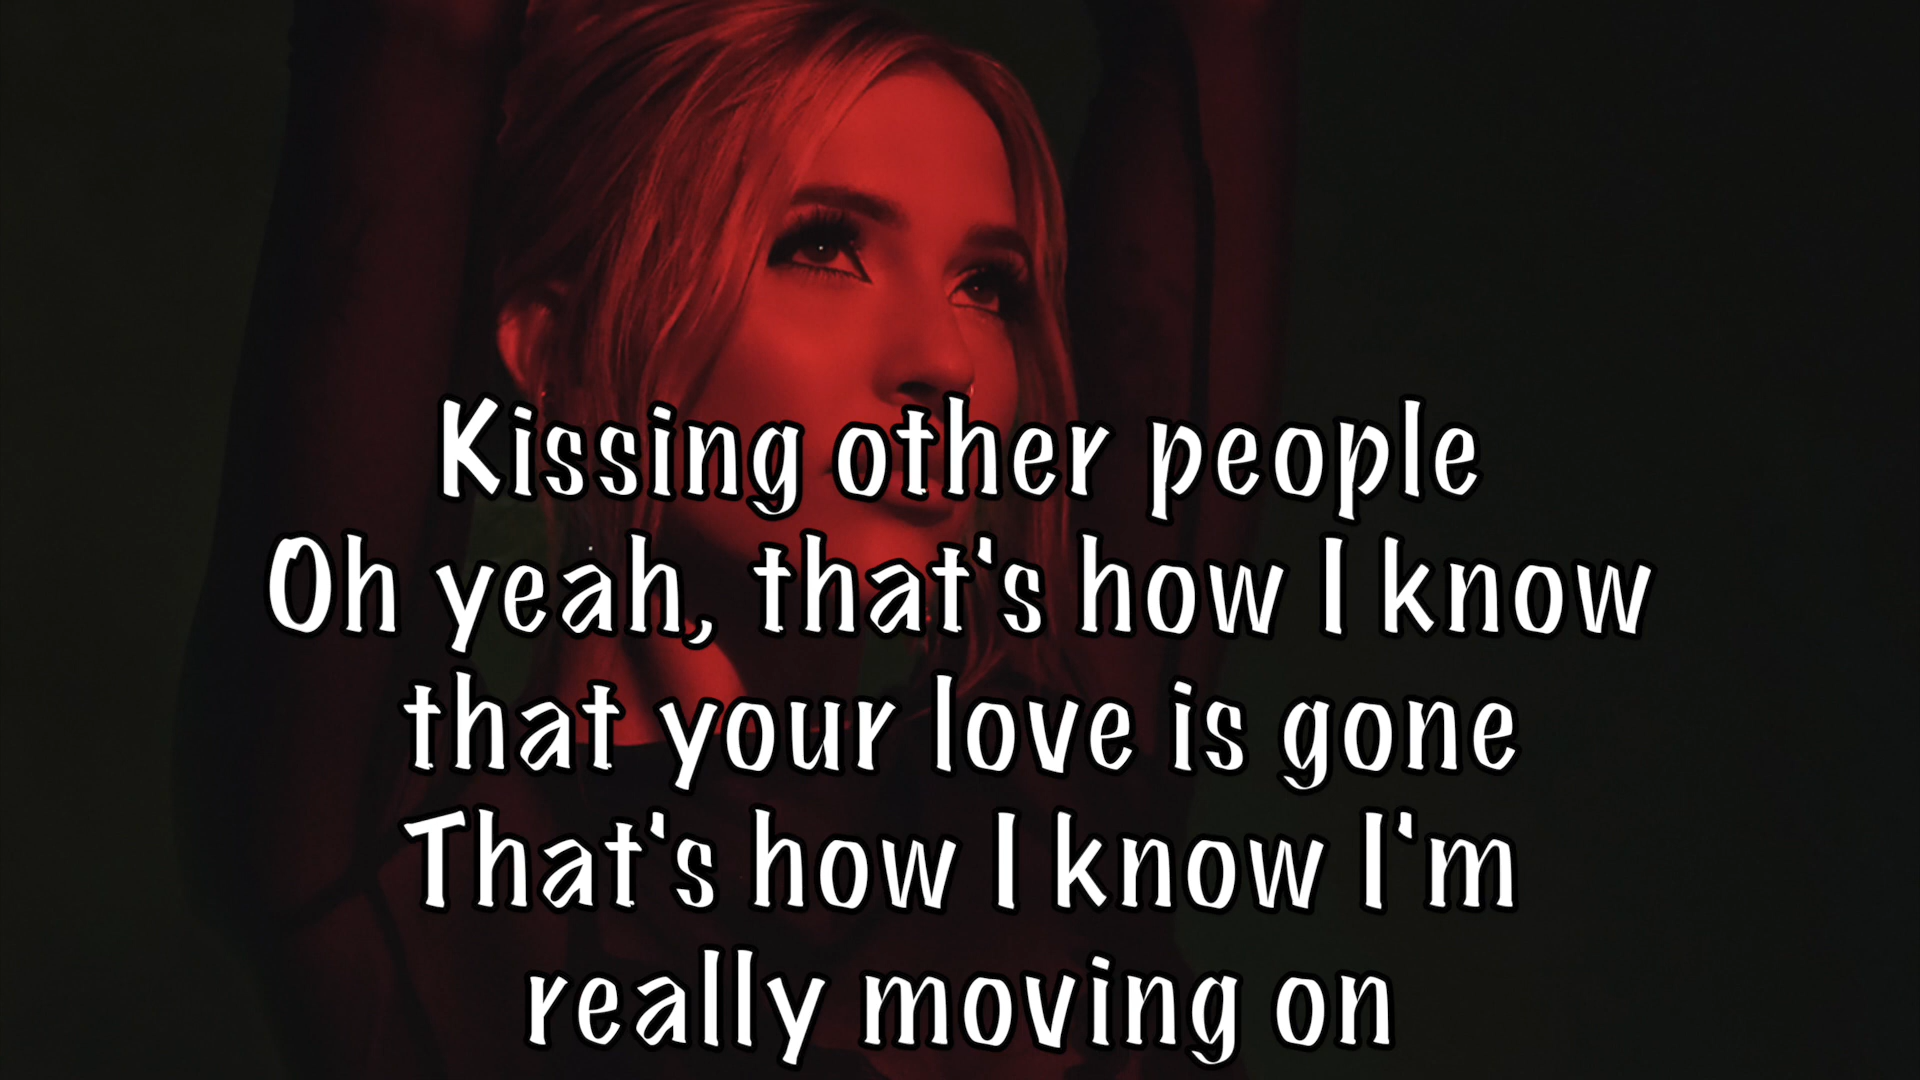 Kissing other people
Oh yeah, that's how I know
that your love is gone
That's how I know I'm
really moving on